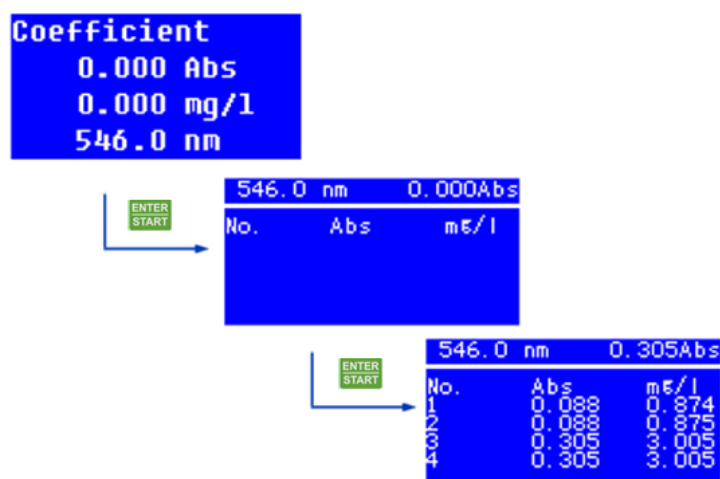 Coefficient
0.000 Abs
0.000 mg/l
546.0 nm
ENTER
START
546.0 nm 0.000Abs
No. Abs mg/l
ENTER
START
546.0 nm 0.305Abs
No. Abs mg/l
1 0.088 0.874
2 0.088 0.875
3 0.305 3.005
4 0.305 3.005